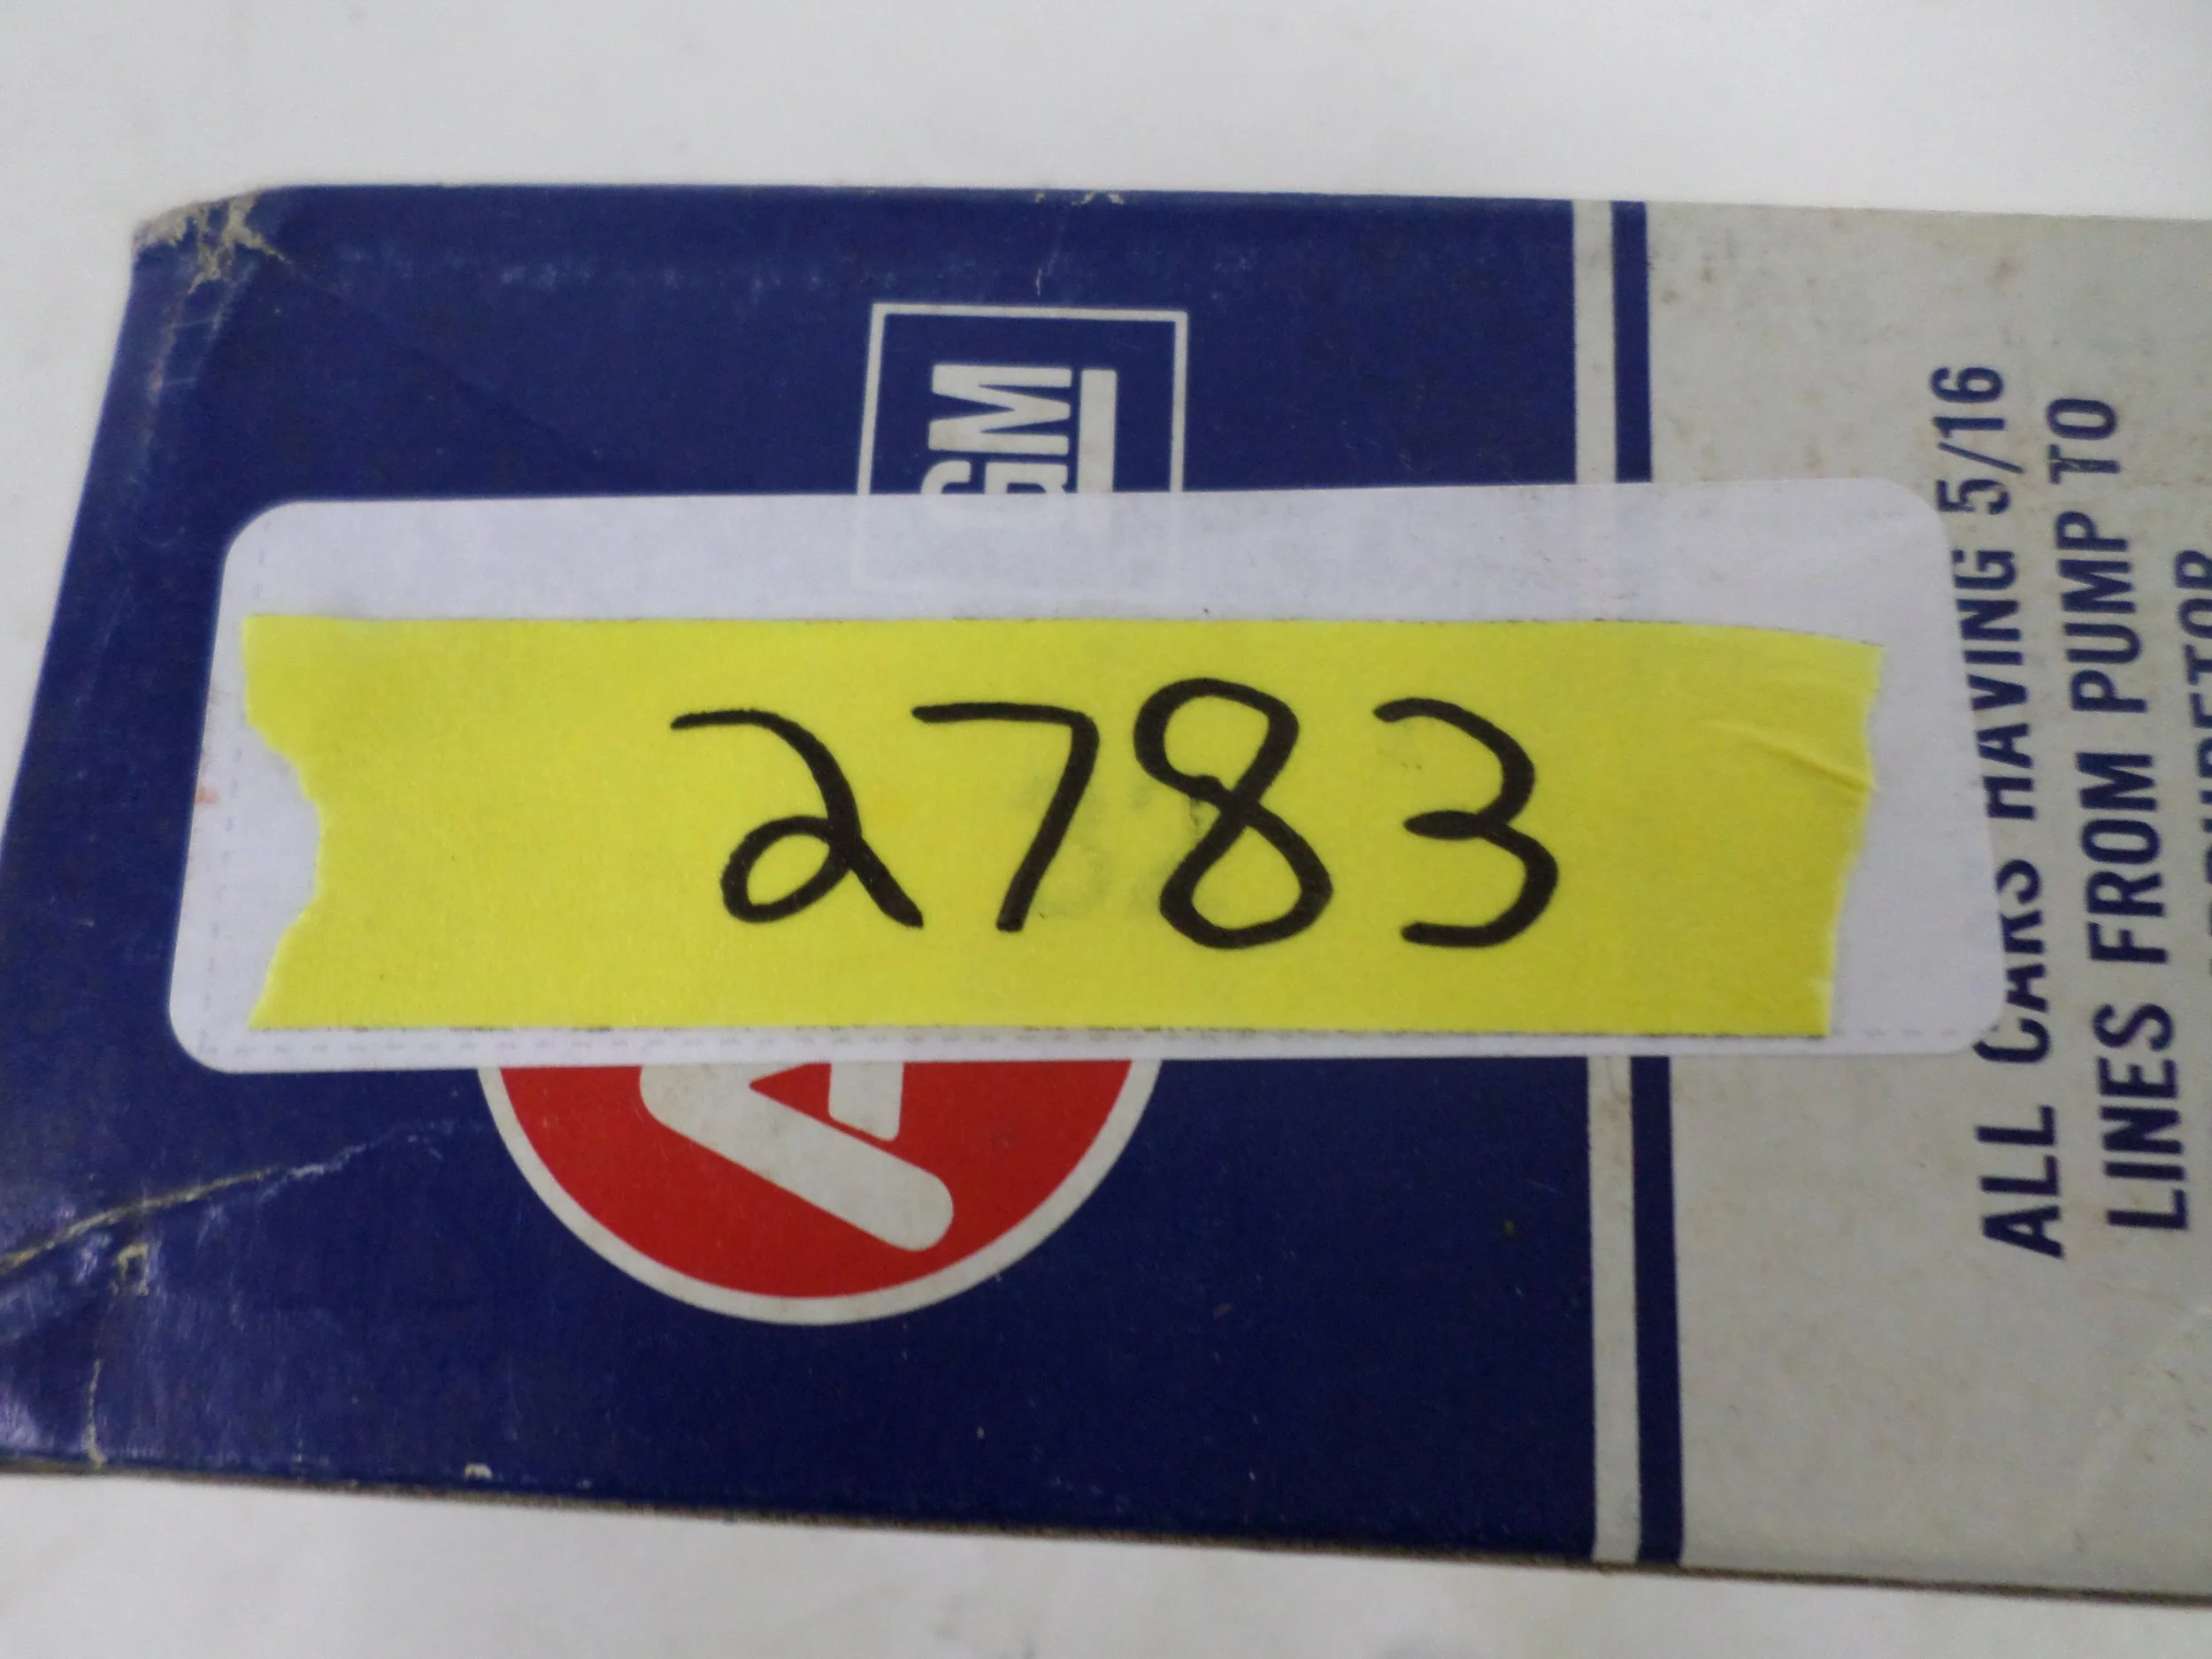 GM
2783
ALL CARS HAVING 5/16
LINES FROM PUMP TO